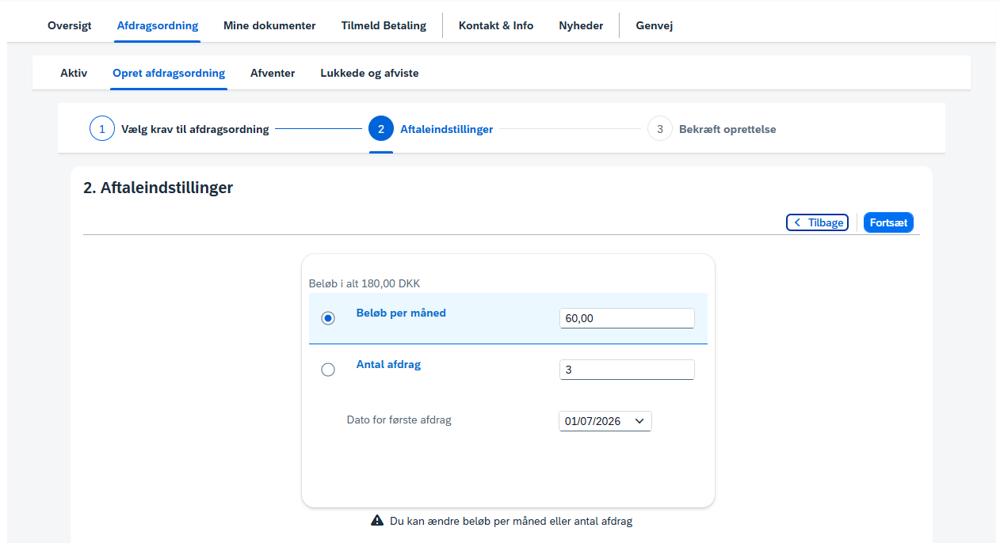 Oversigt Afdragsordning Mine dokumenter Tilmeld Betaling Kontakt & Info Nyheder Genvej
Aktiv Opret afdragsordning Afventer Lukkede og afviste
1 Vælg krav til afdragsordning 2 Aftaleindstillinger 3 Bekræft oprettelse
2. Aftaleindstillinger
Tilbage Fortsæt
Beløb i alt 180,00 DKK
Beløb per måned 60,00
Antal afdrag 3
Dato for første afdrag 01/07/2026
Du kan ændre beløb per måned eller antal afdrag